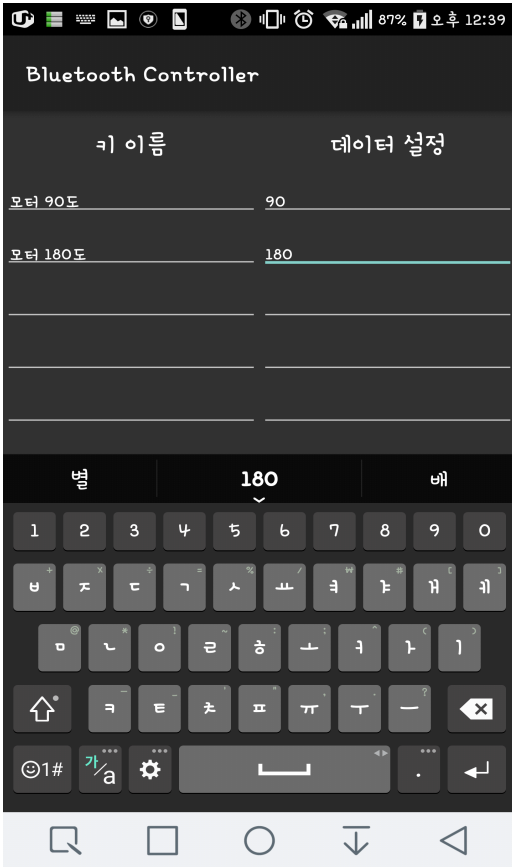 87% 오후 12:39
Bluetooth Controller
키 이름 데이터 설정
모터 90도 90
모터 180도 180
별 180 배
1 2 3 4 5 6 7 8 9 0
ㅂ ㅈ ㄷ ㄱ ㅅ ㅛ ㅕ ㅑ ㅐ ㅔ
ㅁ ㄴ ㅇ ㄹ ㅎ ㅗ ㅓ ㅏ ㅣ
ㅋ ㅌ ㅊ ㅍ ㅠ ㅜ ㅡ
1# 가/a .